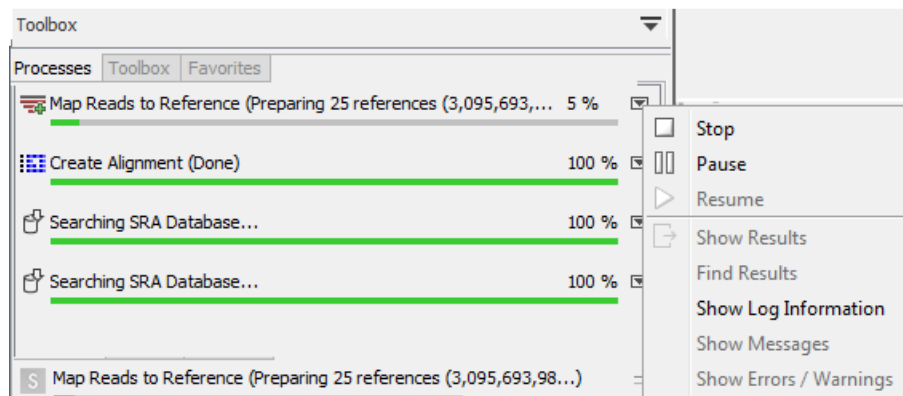 Toolbox
Processes Toolbox Favorites
Map Reads to Reference (Preparing 25 references (3,095,693,... 5 %
Create Alignment (Done) 100 %
Searching SRA Database... 100 %
Searching SRA Database... 100 %
S Map Reads to Reference (Preparing 25 references (3,095,693,98...)
Stop
Pause
Resume
Show Results
Find Results
Show Log Information
Show Messages
Show Errors / Warnings